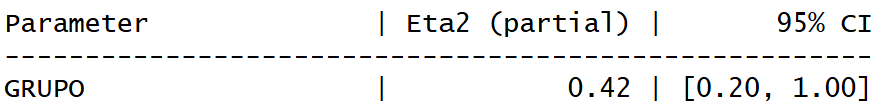 Parameter | Eta2 (partial) | 95% CI
------------------------------------------------------
GRUPO | 0.42 | [0.20, 1.00]